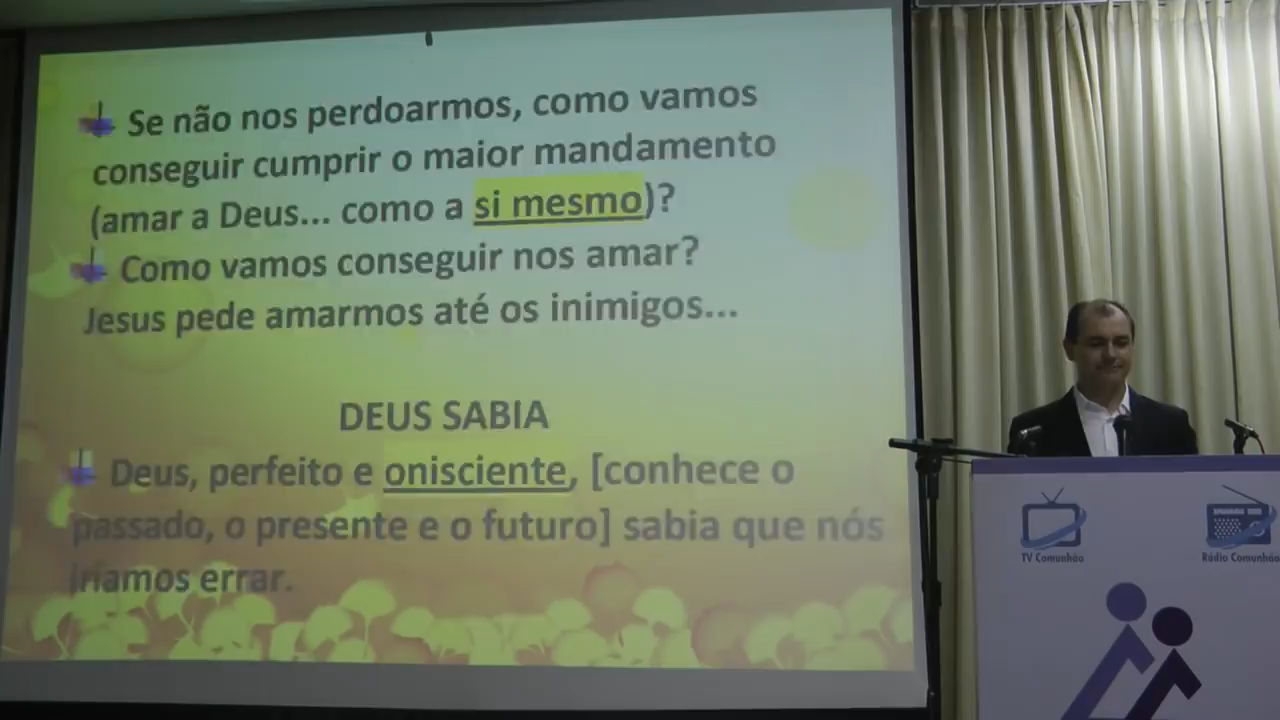 Se não nos perdoarmos, como vamos
conseguir cumprir o maior mandamento
(amar a Deus... como a si mesmo)?
Como vamos conseguir nos amar?
Jesus pede amarmos até os inimigos...
DEUS SABIA
Deus, perfeito e onisciente, [conhece o
passado, o presente e o futuro] sabia que nós
iríamos errar.
TV Comunhão
Rádio Comunhão